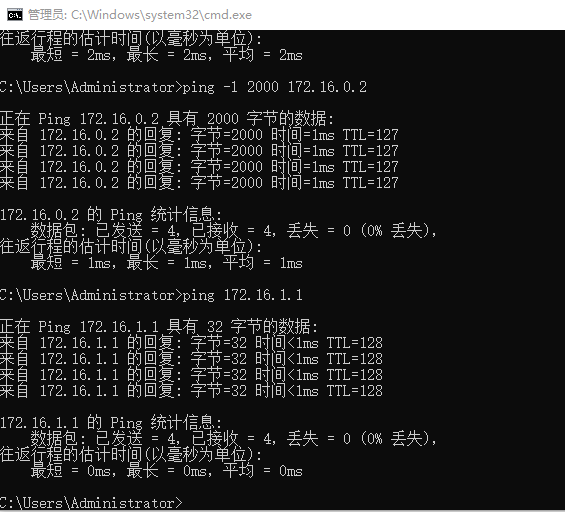 管理员: C:\Windows\system32\cmd.exe
往返行程的估计时间(以毫秒为单位):
最短 = 2ms，最长 = 2ms，平均 = 2ms
C:\Users\Administrator>ping -l 2000 172.16.0.2
正在 Ping 172.16.0.2 具有 2000 字节的数据:
来自 172.16.0.2 的回复: 字节=2000 时间=1ms TTL=127
来自 172.16.0.2 的回复: 字节=2000 时间=1ms TTL=127
来自 172.16.0.2 的回复: 字节=2000 时间=1ms TTL=127
来自 172.16.0.2 的回复: 字节=2000 时间=1ms TTL=127
172.16.0.2 的 Ping 统计信息:
数据包: 已发送 = 4，已接收 = 4，丢失 = 0 (0% 丢失)，
往返行程的估计时间(以毫秒为单位):
最短 = 1ms，最长 = 1ms，平均 = 1ms
C:\Users\Administrator>ping 172.16.1.1
正在 Ping 172.16.1.1 具有 32 字节的数据:
来自 172.16.1.1 的回复: 字节=32 时间<1ms TTL=128
来自 172.16.1.1 的回复: 字节=32 时间<1ms TTL=128
来自 172.16.1.1 的回复: 字节=32 时间<1ms TTL=128
来自 172.16.1.1 的回复: 字节=32 时间<1ms TTL=128
172.16.1.1 的 Ping 统计信息:
数据包: 已发送 = 4，已接收 = 4，丢失 = 0 (0% 丢失)，
往返行程的估计时间(以毫秒为单位):
最短 = 0ms，最长 = 0ms，平均 = 0ms
C:\Users\Administrator>